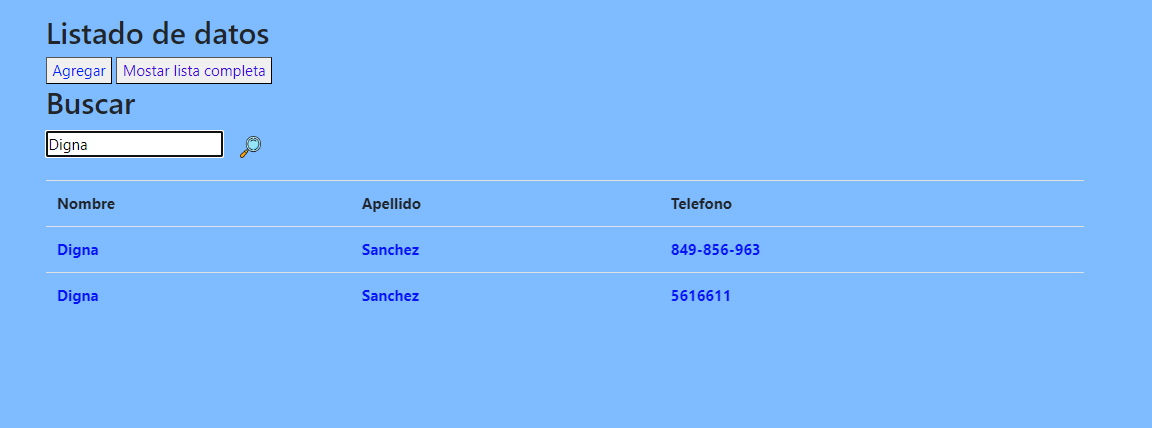 Listado de datos
Agregar Mostar lista completa
Buscar
Digna
Nombre Apellido Telefono
Digna Sanchez 849-856-963
Digna Sanchez 5616611